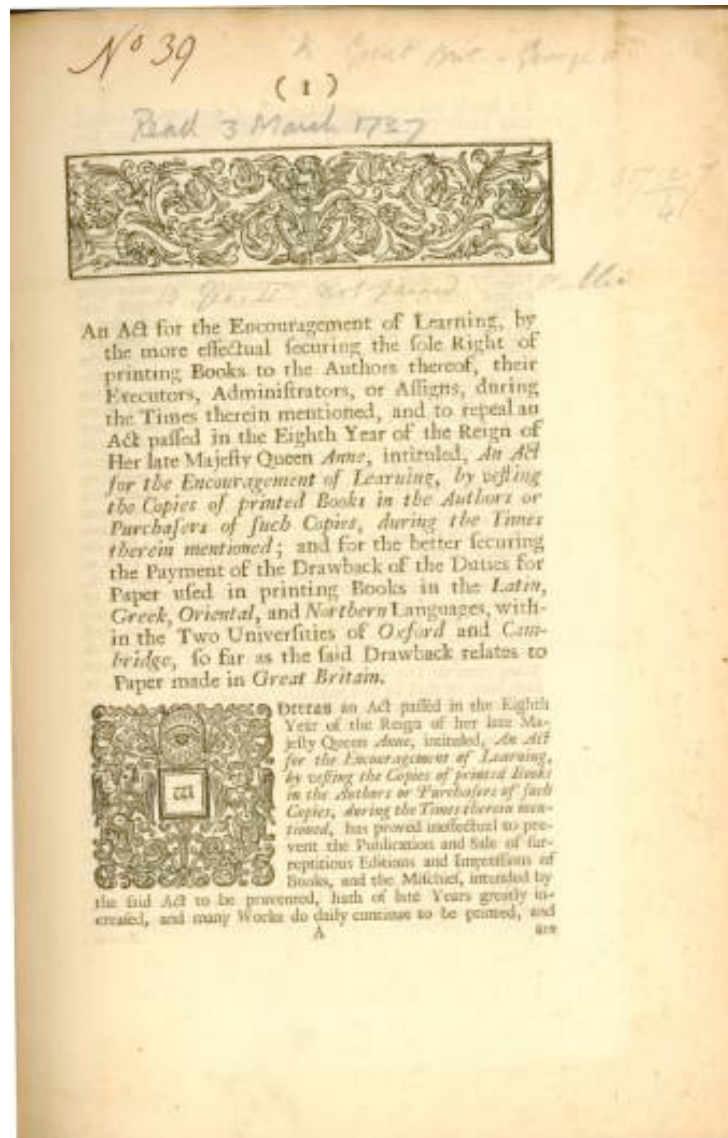 No 39
( I )
Read 3 March 1737
An Act for the Encouragement of Learning, by
the more effectual ſecuring the ſole Right of
printing Books to the Authors thereof, their
Executors, Adminiſtrators, or Aſſigns, during
the Times therein mentioned, and to repeal an
Act paſſed in the Eighth Year of the Reign of
Her late Majeſty Queen Anne, intituled, An Act
for the Encouragement of Learning, by veſting
the Copies of printed Books in the Authors or
Purchaſers of ſuch Copies, during the Times
therein mentioned; and for the better ſecuring
the Payment of the Drawback of the Duties for
Paper uſed in printing Books in the Latin,
Greek, Oriental, and Northern Languages, with-
in the Two Univerſities of Oxford and Cam-
bridge, ſo far as the ſaid Drawback relates to
Paper made in Great Britain.
W HEREAS an Act paſſed in the Eighth
Year of the Reign of her late Ma-
jeſty Queen Anne, intituled, An Act
for the Encouragement of Learning,
by veſting the Copies of printed Books
in the Authors or Purchaſers of ſuch
Copies, during the Times therein men-
tioned, has proved ineffectual to pre-
vent the Publication and Sale of ſur-
reptitious Editions and Impreſſions of
Books, and the Miſchief, intended by
the ſaid Act to be prevented, hath of late Years greatly in-
creaſed, and many Works do daily continue to be printed, and
A are